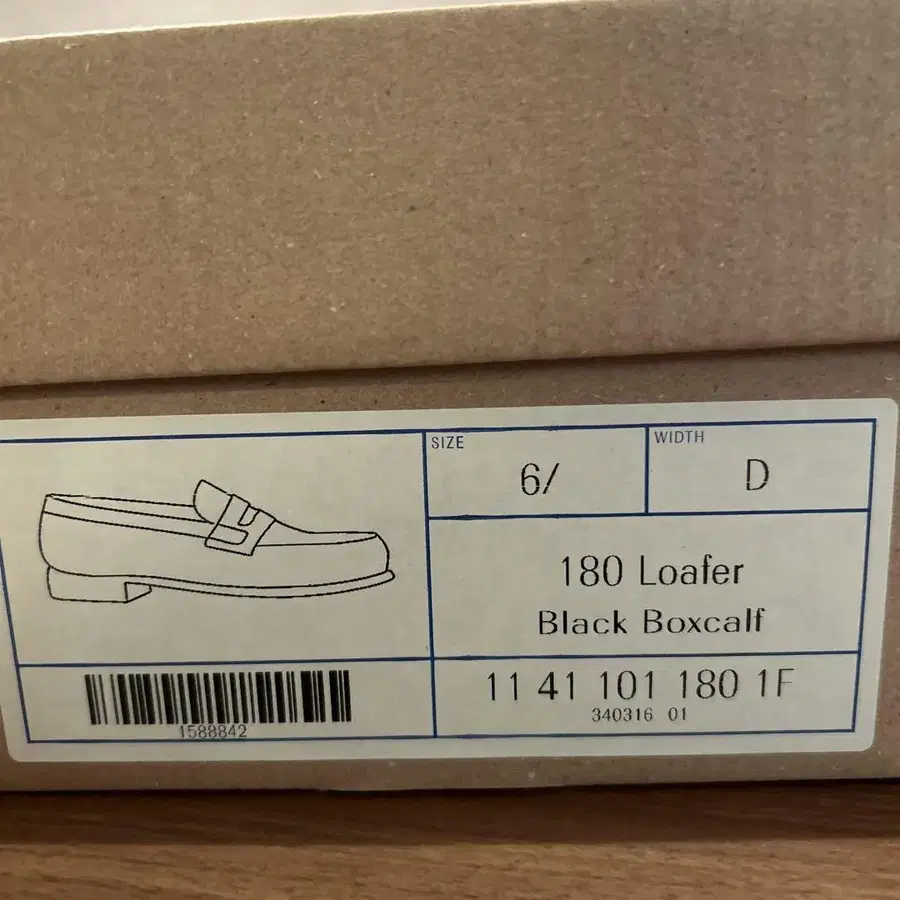 SIZE
6/
WIDTH
D
180 Loafer
Black Boxcalf
11 41 101 180 1F
340316 01
1588842